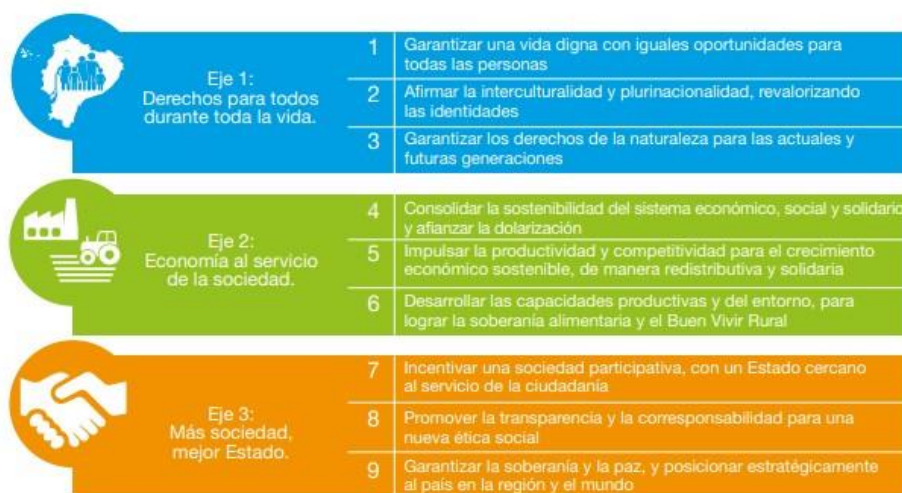 Eje 1:
Derechos para todos
durante toda la vida.
1 Garantizar una vida digna con iguales oportunidades para
todas las personas
2 Afirmar la interculturalidad y plurinacionalidad, revalorizando
las identidades
3 Garantizar los derechos de la naturaleza para las actuales y
futuras generaciones
Eje 2:
Economía al servicio
de la sociedad.
4 Consolidar la sostenibilidad del sistema económico, social y solidario
y afianzar la dolarización
5 Impulsar la productividad y competitividad para el crecimiento
económico sostenible, de manera redistributiva y solidaria
6 Desarrollar las capacidades productivas y del entorno, para
lograr la soberanía alimentaria y el Buen Vivir Rural
Eje 3:
Más sociedad,
mejor Estado.
7 Incentivar una sociedad participativa, con un Estado cercano
al servicio de la ciudadanía
8 Promover la transparencia y la corresponsabilidad para una
nueva ética social
9 Garantizar la soberanía y la paz, y posicionar estratégicamente
al país en la región y el mundo